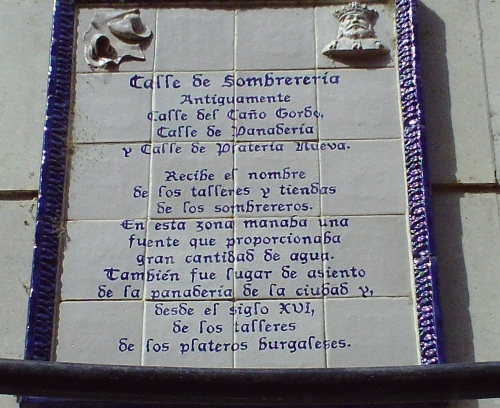 Calle de Sombrerería
Antiguamente
Calle del Caño Gordo,
Calle de Panadería
y Calle de Platería Nueva.
Recibe el nombre
de los talleres y tiendas
de los sombrereros.
En esta zona manaba una
fuente que proporcionaba
gran cantidad de agua.
También fue lugar de asiento
de la panadería de la ciudad y,
desde el siglo XVI,
de los talleres
de los plateros burgaleses.